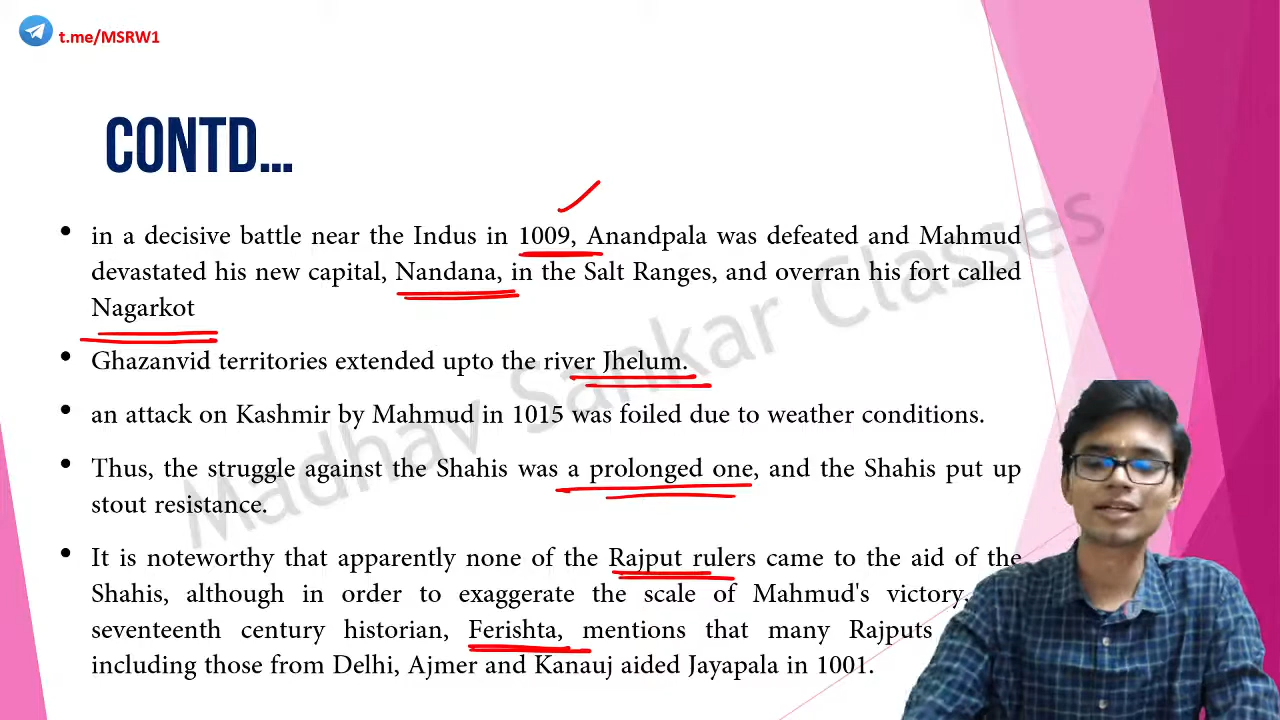 t.me/MSRW1
CONTD...
• in a decisive battle near the Indus in 1009, Anandpala was defeated and Mahmud
devastated his new capital, Nandana, in the Salt Ranges, and overran his fort called
Nagarkot
• Ghazanvid territories extended upto the river Jhelum.
• an attack on Kashmir by Mahmud in 1015 was foiled due to weather conditions.
• Thus, the struggle against the Shahis was a prolonged one, and the Shahis put up
stout resistance.
• It is noteworthy that apparently none of the Rajput rulers came to the aid of the
Shahis, although in order to exaggerate the scale of Mahmud's victory,
seventeenth century historian, Ferishta, mentions that many Rajputs
including those from Delhi, Ajmer and Kanauj aided Jayapala in 1001.
Madhav Sankar Classes